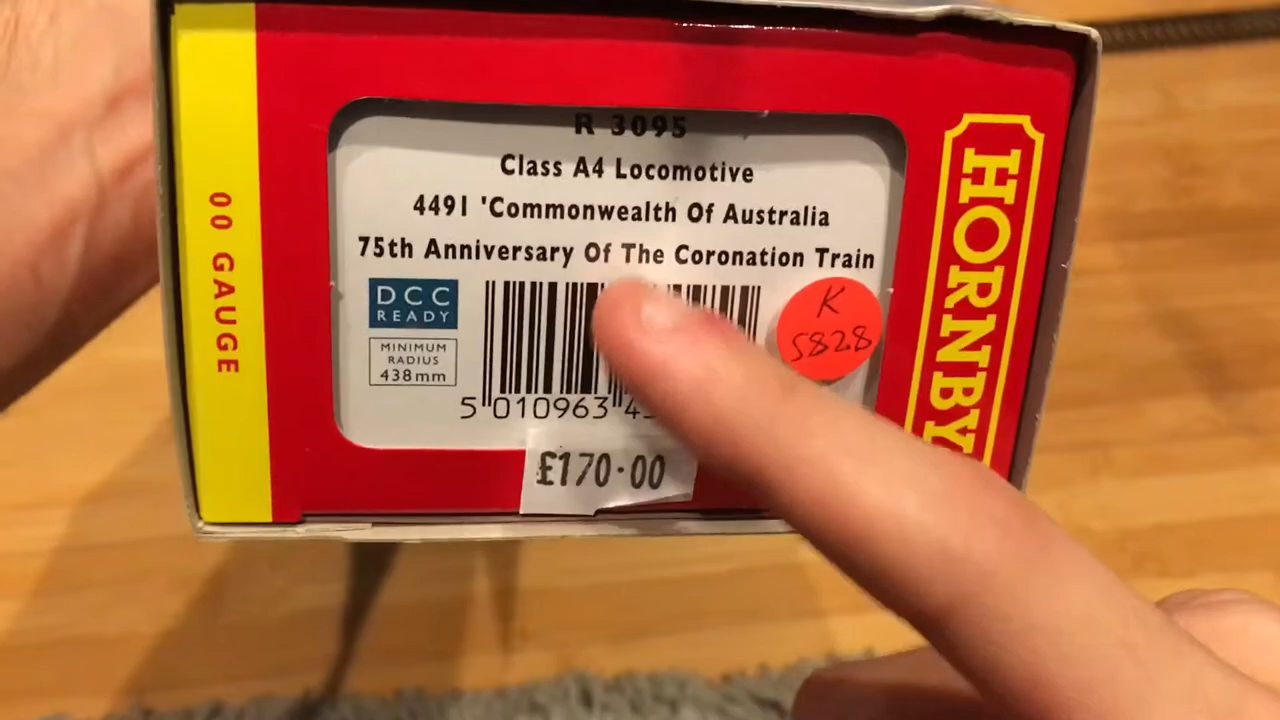 R 3095
Class A4 Locomotive
4491 'Commonwealth Of Australia
75th Anniversary Of The Coronation Train
DCC
READY
MINIMUM
RADIUS
438mm
5 010963
K
5828
£170.00
00 GAUGE
HORNBY